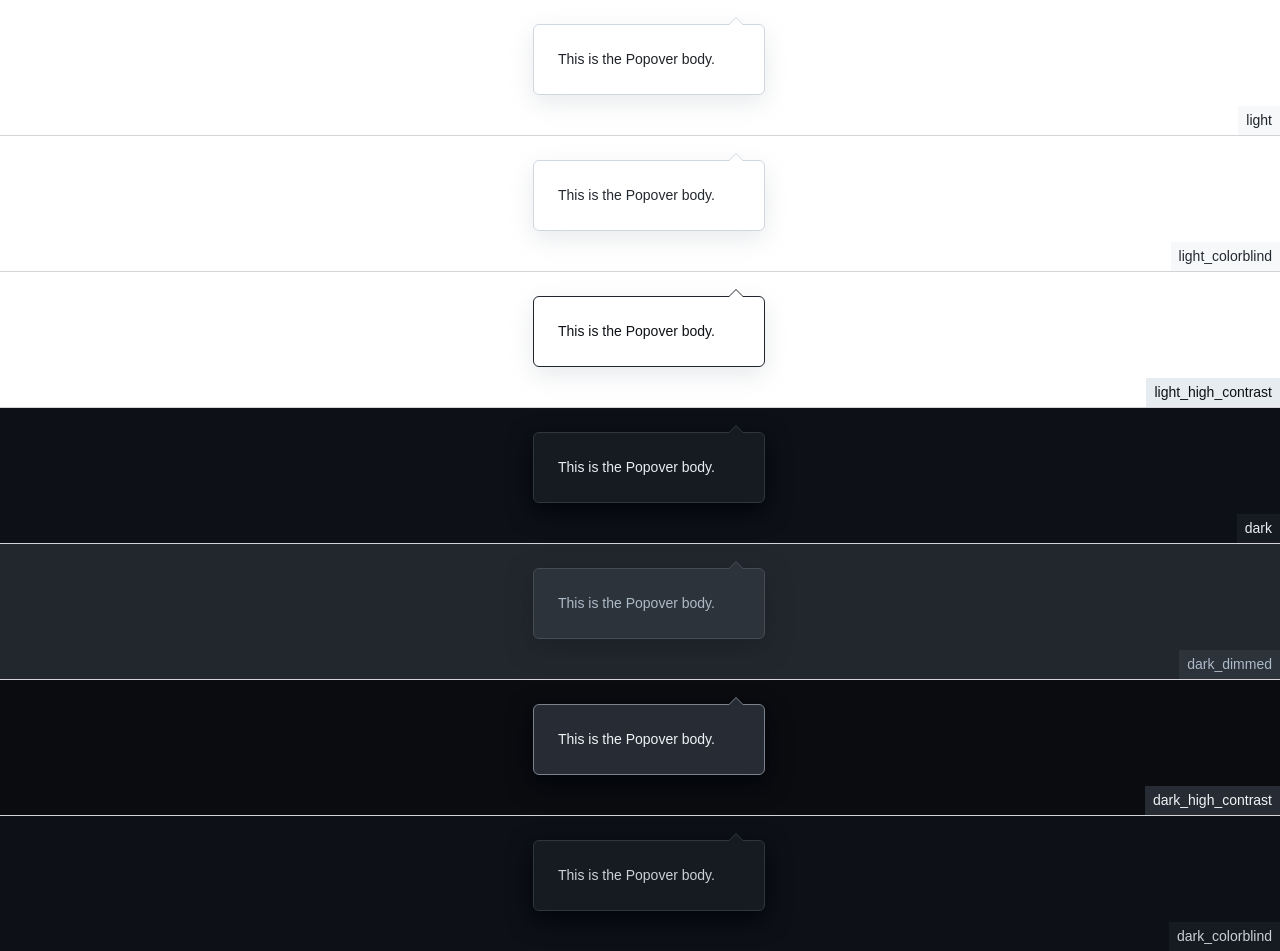 This is the Popover body.
light
This is the Popover body.
light_colorblind
This is the Popover body.
light_high_contrast
This is the Popover body.
dark
This is the Popover body.
dark_dimmed
This is the Popover body.
dark_high_contrast
This is the Popover body.
dark_colorblind